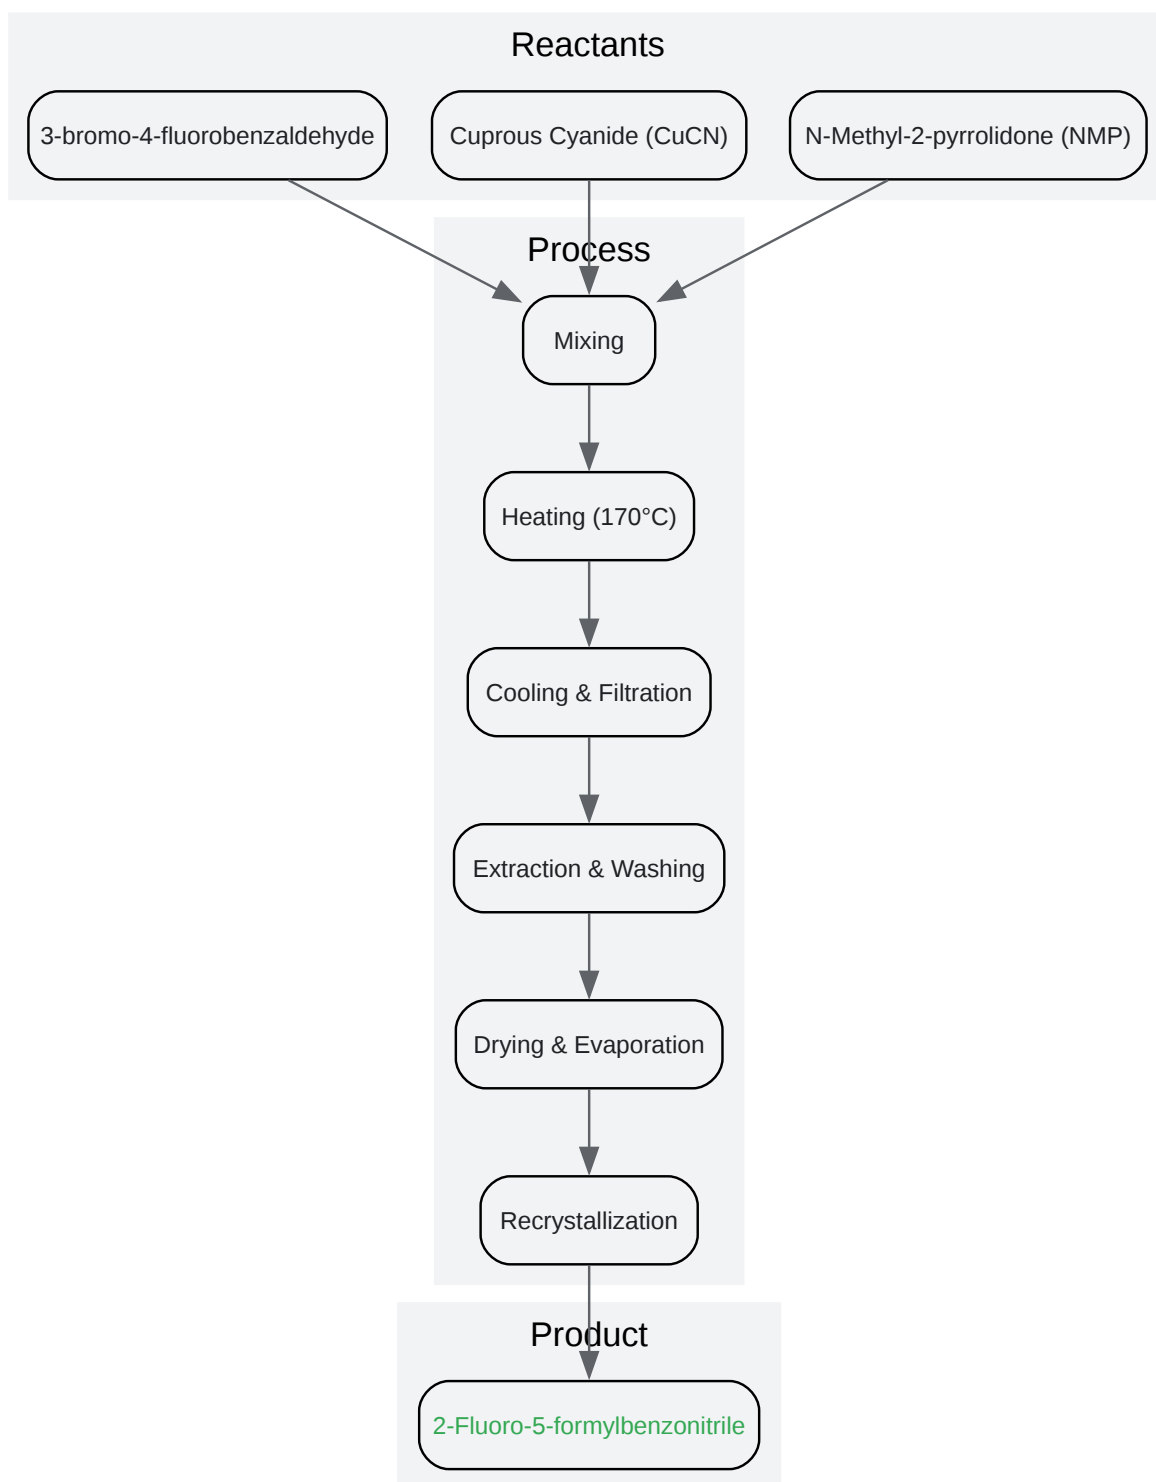 Reactants
3-bromo-4-fluorobenzaldehyde
Cuprous Cyanide (CuCN)
N-Methyl-2-pyrrolidone (NMP)
Process
Mixing
Heating (170°C)
Cooling & Filtration
Extraction & Washing
Drying & Evaporation
Recrystallization
Product
2-Fluoro-5-formylbenzonitrile